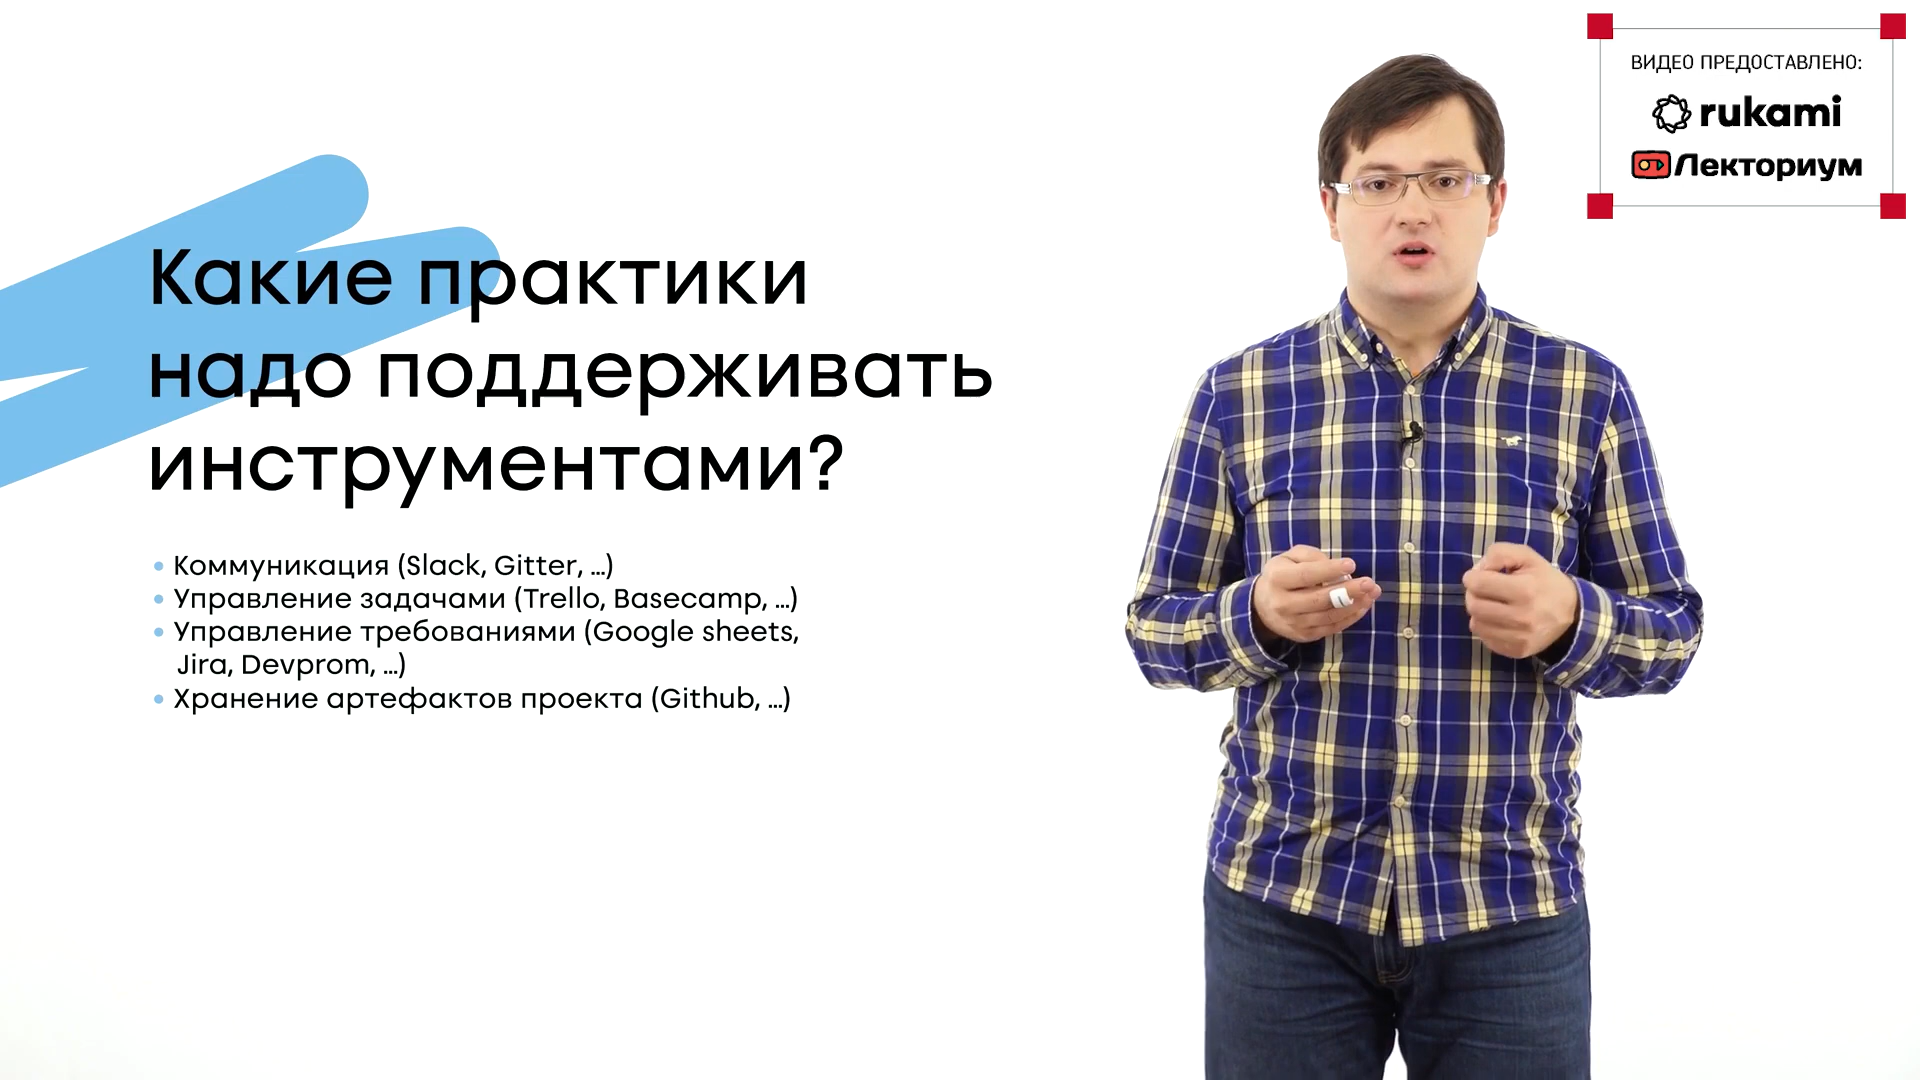 ВИДЕО ПРЕДОСТАВЛЕНО:
rukami
Лекториум
Какие практики
надо поддерживать
инструментами?
• Коммуникация (Slack, Gitter, ...)
• Управление задачами (Trello, Basecamp, ...)
• Управление требованиями (Google sheets,
Jira, Devprom, ...)
• Хранение артефактов проекта (Github, ...)